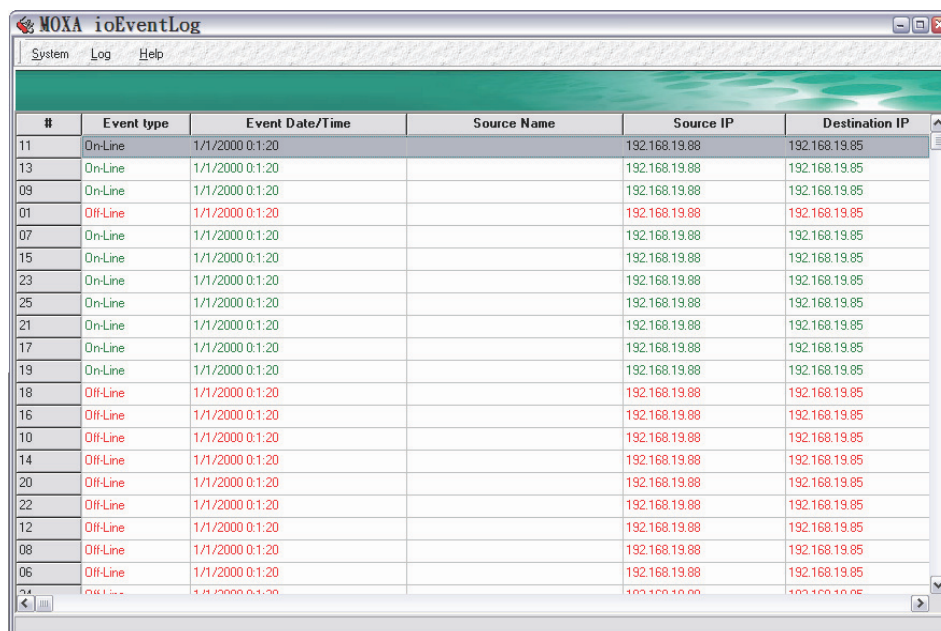 MOXA ioEventLog
System Log Help
# Event type Event Date/Time Source Name Source IP Destination IP
11 On-Line 1/1/2000 0:1:20 192.168.19.88 192.168.19.85
13 On-Line 1/1/2000 0:1:20 192.168.19.88 192.168.19.85
09 On-Line 1/1/2000 0:1:20 192.168.19.88 192.168.19.85
01 Off-Line 1/1/2000 0:1:20 192.168.19.88 192.168.19.85
07 On-Line 1/1/2000 0:1:20 192.168.19.88 192.168.19.85
15 On-Line 1/1/2000 0:1:20 192.168.19.88 192.168.19.85
23 On-Line 1/1/2000 0:1:20 192.168.19.88 192.168.19.85
25 On-Line 1/1/2000 0:1:20 192.168.19.88 192.168.19.85
21 On-Line 1/1/2000 0:1:20 192.168.19.88 192.168.19.85
17 On-Line 1/1/2000 0:1:20 192.168.19.88 192.168.19.85
19 On-Line 1/1/2000 0:1:20 192.168.19.88 192.168.19.85
18 Off-Line 1/1/2000 0:1:20 192.168.19.88 192.168.19.85
16 Off-Line 1/1/2000 0:1:20 192.168.19.88 192.168.19.85
10 Off-Line 1/1/2000 0:1:20 192.168.19.88 192.168.19.85
14 Off-Line 1/1/2000 0:1:20 192.168.19.88 192.168.19.85
20 Off-Line 1/1/2000 0:1:20 192.168.19.88 192.168.19.85
22 Off-Line 1/1/2000 0:1:20 192.168.19.88 192.168.19.85
12 Off-Line 1/1/2000 0:1:20 192.168.19.88 192.168.19.85
08 Off-Line 1/1/2000 0:1:20 192.168.19.88 192.168.19.85
06 Off-Line 1/1/2000 0:1:20 192.168.19.88 192.168.19.85